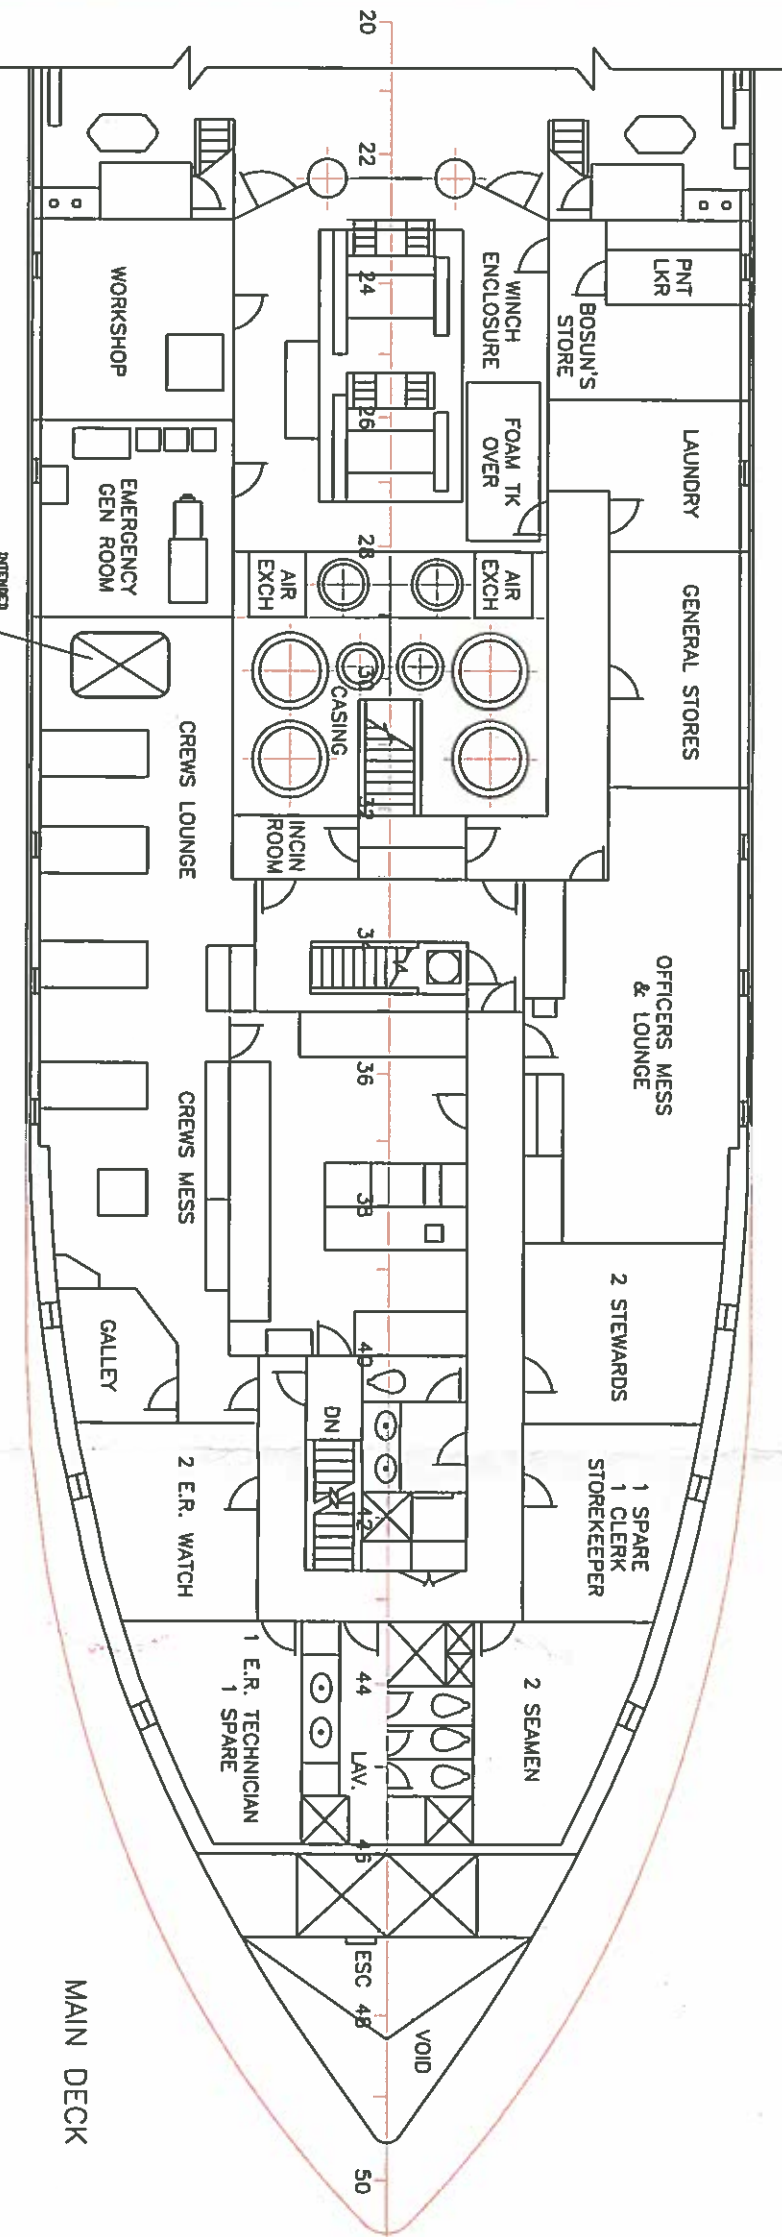 20
22
24
26
28
30
32
34
36
38
40
42
44
46
48
50
PNT
LKR
BOSUN'S
STORE
LAUNDRY
GENERAL STORES
OFFICERS MESS
& LOUNGE
2 STEWARDS
1 SPARE
1 CLERK
STOREKEEPER
2 SEAMEN
WINCH
ENCLOSURE
FOAM TK
OVER
AIR
EXCH
AIR
EXCH
CASING
INCIN
ROOM
DN
LAV.
ESC
VOID
WORKSHOP
EMERGENCY
GEN ROOM
CREWS LOUNGE
CREWS MESS
GALLEY
2 E.R. WATCH
1 E.R. TECHNICIAN
1 SPARE
INTENDED
MAIN DECK